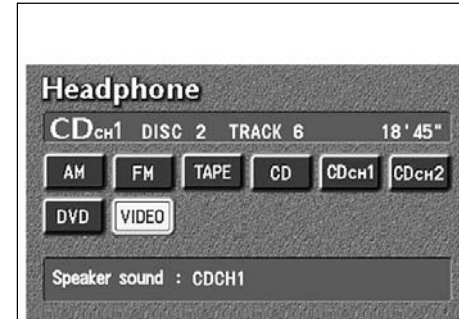 Headphone
CDCH1 DISC 2 TRACK 6 18'45"
AM FM TAPE CD CDCH1 CDCH2
DVD VIDEO
Speaker sound : CDCH1